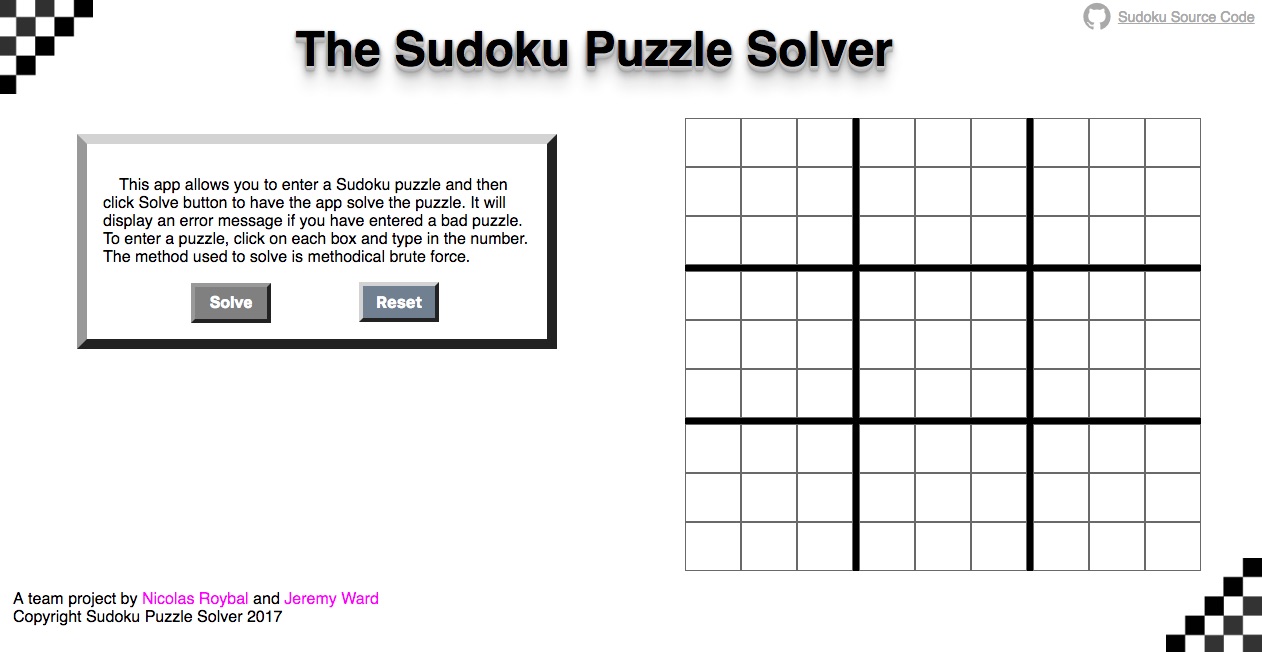 Sudoku Source Code
The Sudoku Puzzle Solver
This app allows you to enter a Sudoku puzzle and then
click Solve button to have the app solve the puzzle. It will
display an error message if you have entered a bad puzzle.
To enter a puzzle, click on each box and type in the number.
The method used to solve is methodical brute force.
Solve
Reset
A team project by Nicolas Roybal and Jeremy Ward
Copyright Sudoku Puzzle Solver 2017